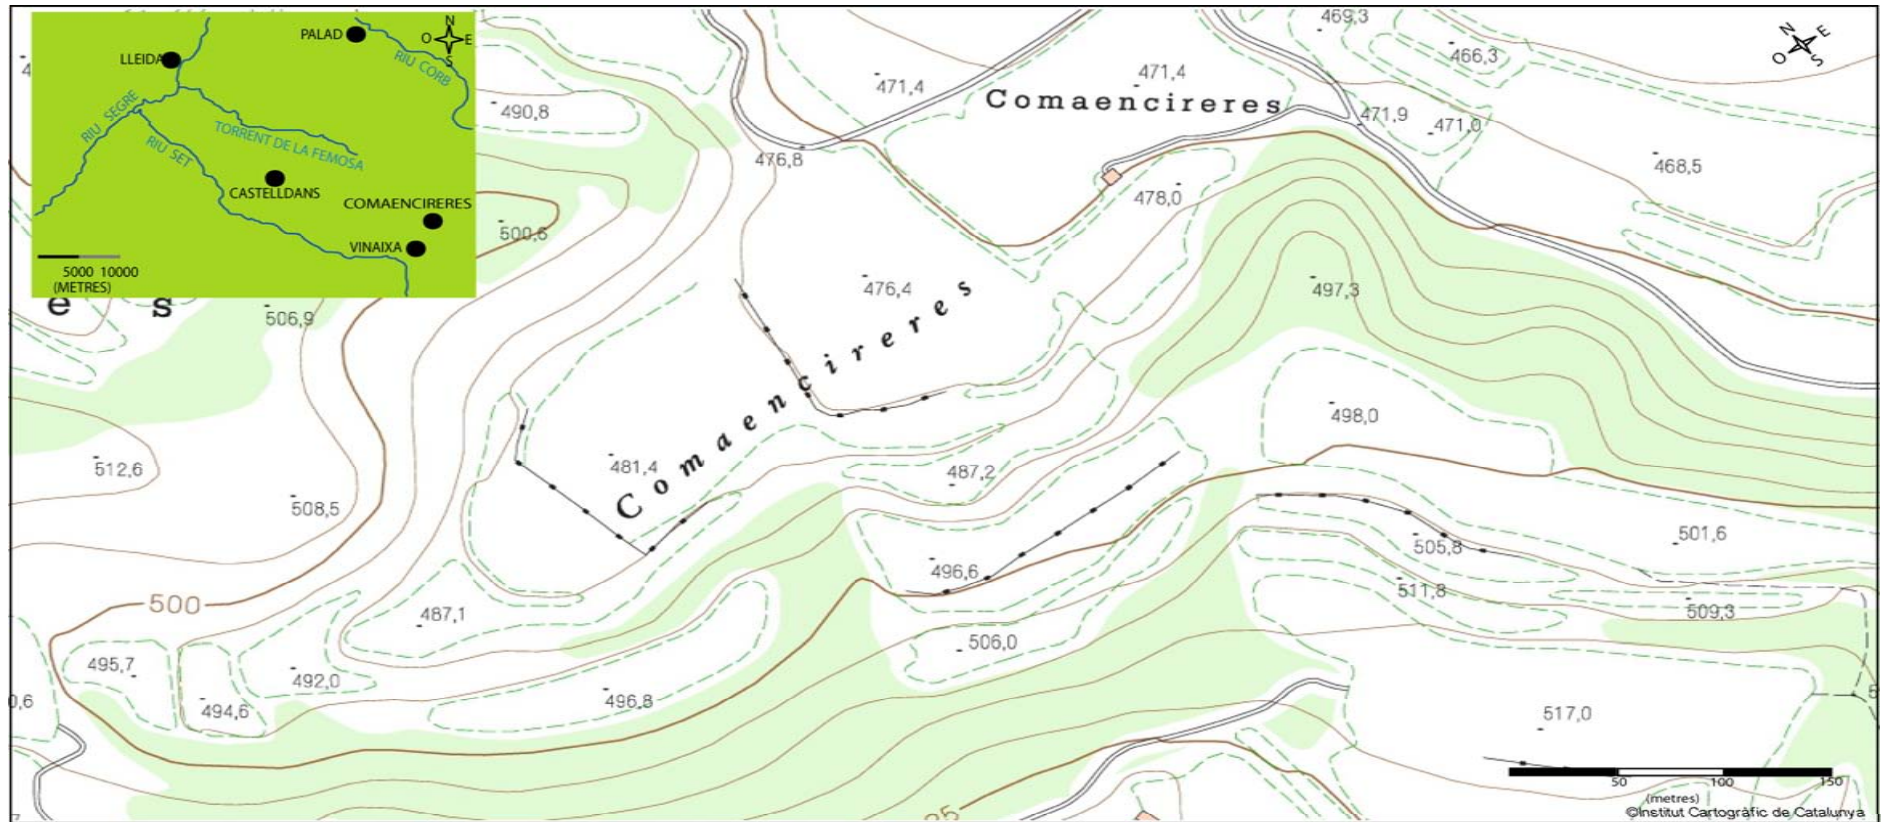 PALAD
N
O
E
S
LLEIDA
RIU CORB
RIU SEGRE
TORRENT DE LA FEMOSA
RIU SET
CASTELLDANS
COMAENCIRERES
VINAIXA
5000 10000
(METRES)
469,3
466,3
N
E
O
S
471,4
471,4
490,8
Comaencireres
471,9
471,0
476,8
468,5
478,0
500,6
476,4
497,3
e s
506,9
Comaencireres
498,0
512,6
481,4
487,2
508,5
501,6
505,8
496,6
511,8
500
487,1
509,3
506,0
495,7
492,0
496,8
494,6
0,6
517,0
50
100
150
(metres)
©Institut Cartogràfic de Catalunya